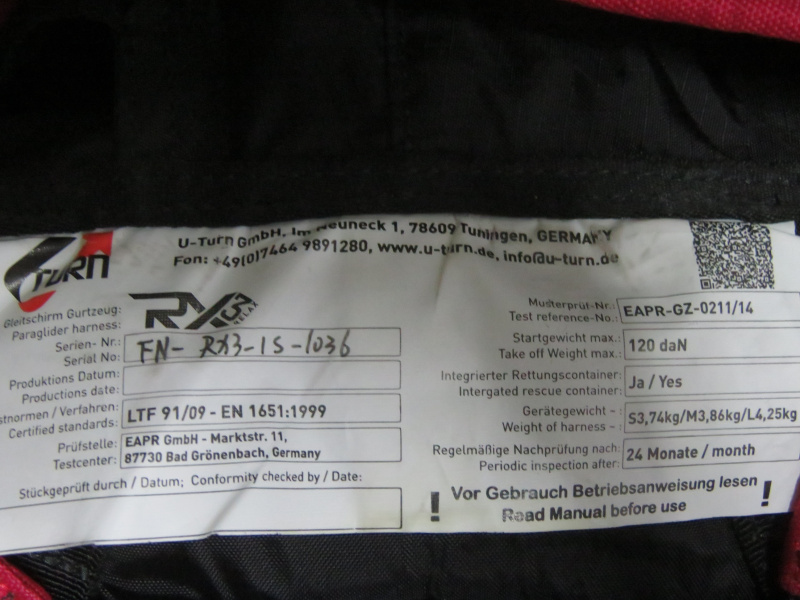 TURN
U-Turn GmbH, Im Neuneck 1, 78609 Tuningen, GERMANY
Fon: +49(0)7464 9891280, www.u-turn.de, info@u-turn.de
Gleitschirm Gurtzeug:
Paraglider harness:
RX3 RELAX
Serien- Nr.:
Serial No:
FN- RX3-1S-1036
Produktions Datum:
Productions date:
Verfahren:
Certified standards:
LTF 91/09 - EN 1651:1999
Prüfstelle:
Testcenter:
EAPR GmbH - Marktstr. 11,
87730 Bad Grönenbach, Germany
Stückgeprüft durch / Datum; Conformity checked by / Date:
Musterprüf-Nr.:
Test reference-No.:
EAPR-GZ-0211/14
Startgewicht max.:
Take off Weight max.:
120 daN
Integrierter Rettungscontainer:
Intergated rescue container:
Ja / Yes
Gerätegewicht - :
Weight of harness - :
S3,74kg/M3,86kg/L4,25kg
Regelmäßige Nachprüfung nach:
Periodic inspection after:
24 Monate / month
! Vor Gebrauch Betriebsanweisung lesen !
Read Manual before use